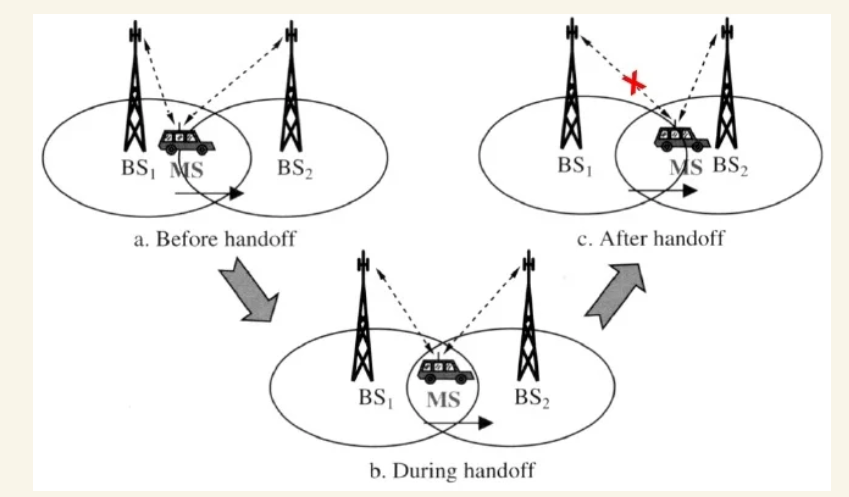 BS₁ MS BS₂
a. Before handoff
BS₁ MS BS₂
c. After handoff
BS₁ MS BS₂
b. During handoff